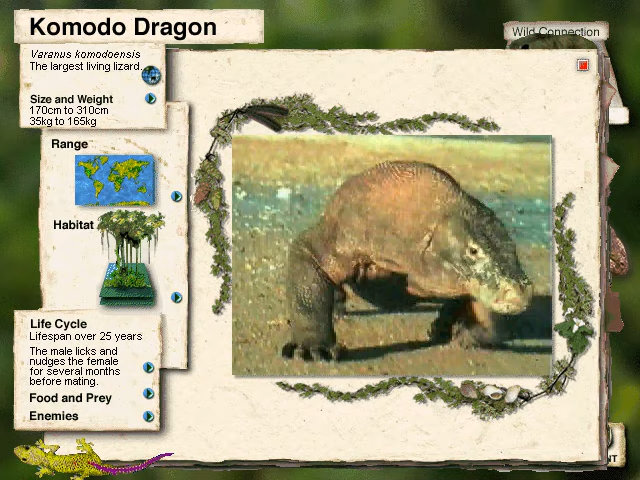 Komodo Dragon
Wild Connection
Varanus komodoensis
The largest living lizard.
Size and Weight
170cm to 310cm
35kg to 165kg
Range
Habitat
Life Cycle
Lifespan over 25 years
The male licks and
nudges the female
for several months
before mating.
Food and Prey
Enemies